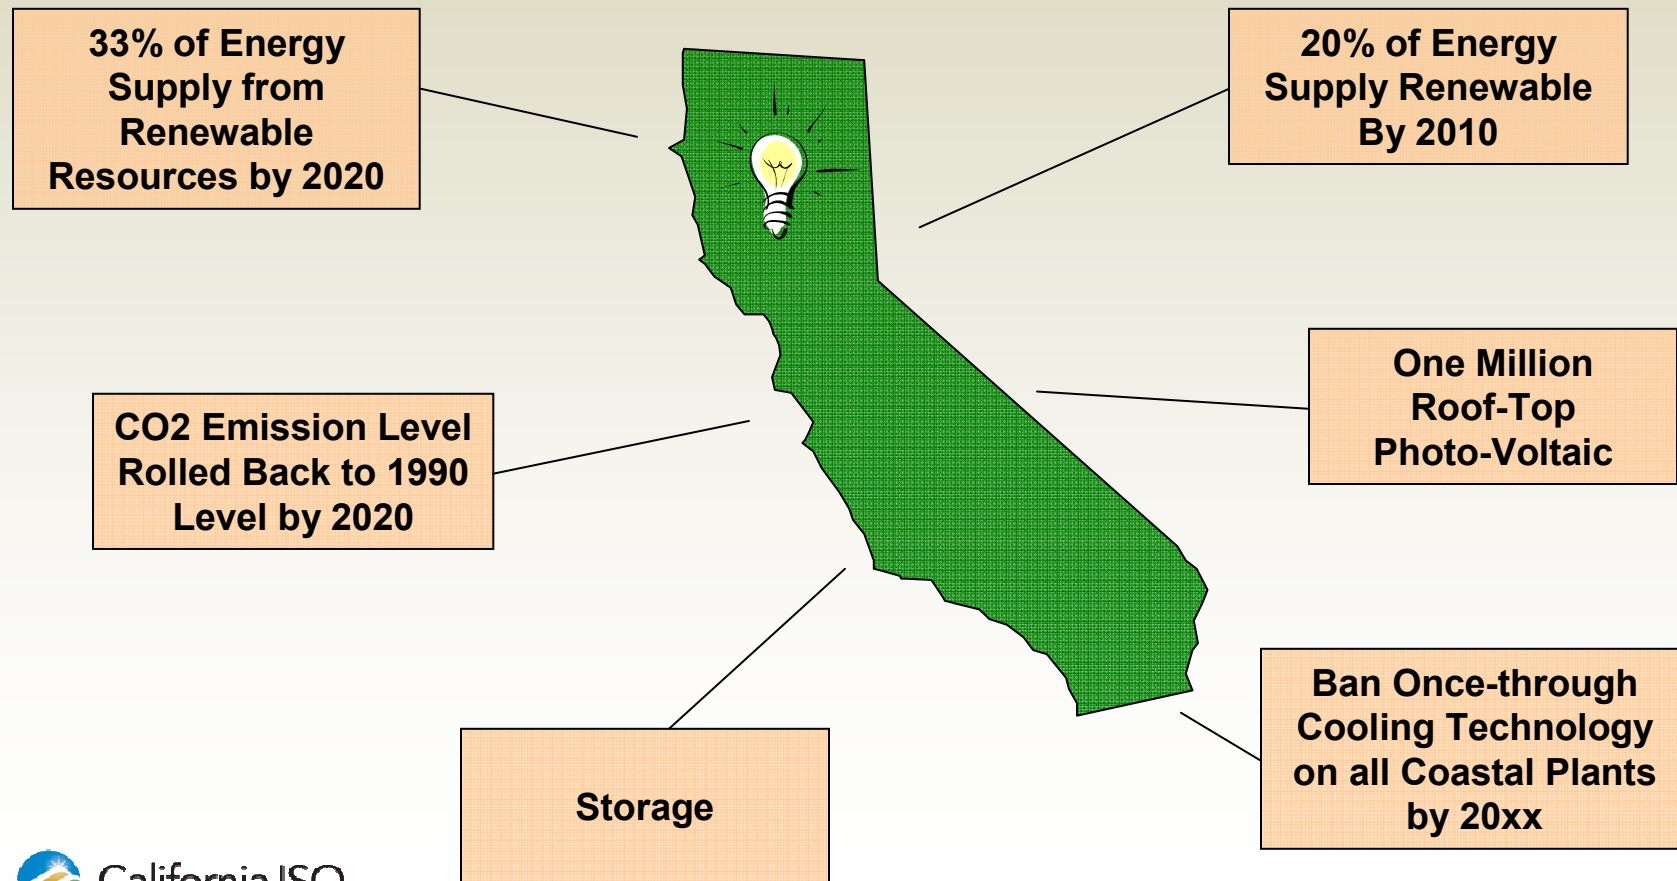 33% of Energy
Supply from
Renewable
Resources by 2020
20% of Energy
Supply Renewable
By 2010
One Million
Roof-Top
Photo-Voltaic
CO2 Emission Level
Rolled Back to 1990
Level by 2020
Ban Once-through
Cooling Technology
on all Coastal Plants
by 20xx
Storage
California ISO